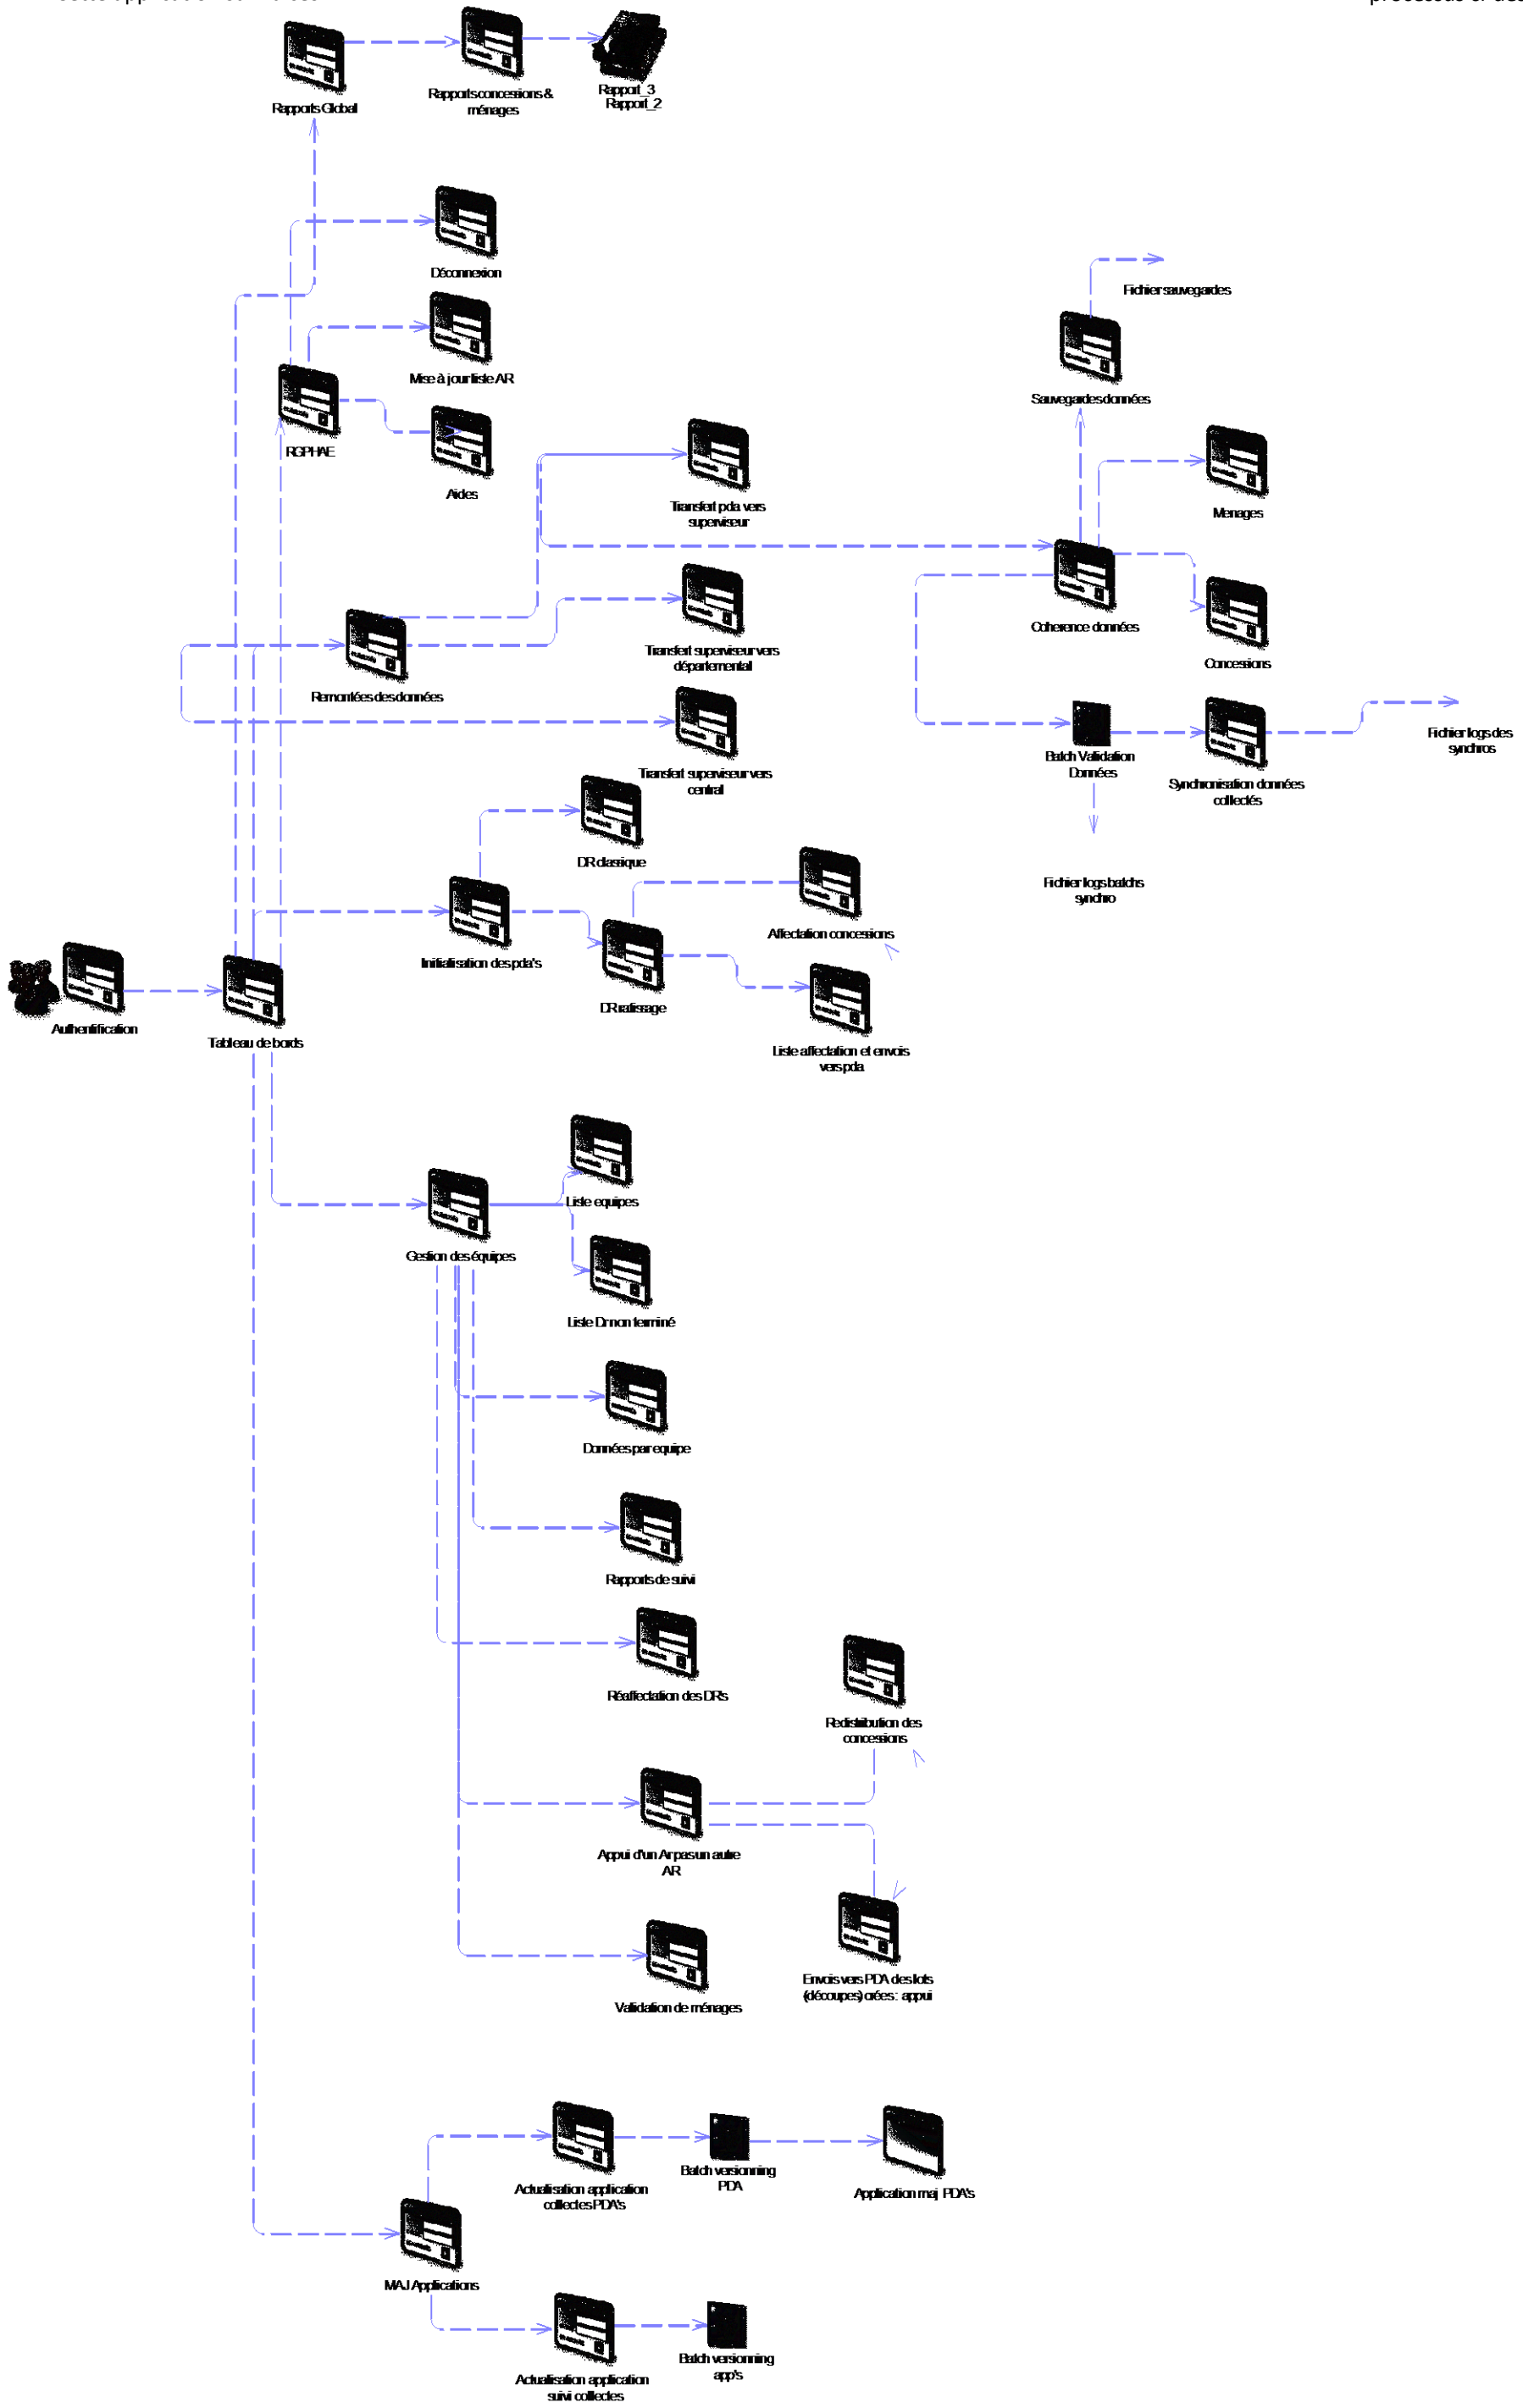 Rapports Global
Rapports concessions &
ménages
Rapport_3
Rapport_2
Déconnexion
Mise à jour liste AR
RGPHAE
Aides
Fichier sauvegardes
Sauvegardes données
Menages
Transfert pda vers
superviseur
Coherence données
Concessions
Transfert superviseur vers
départemental
Remontées des données
Transfert superviseur vers
central
Batch Validation
Données
Synchronisation données
collectés
Fichier logs des
synchros
Fichier logs batchs
synchro
DR classique
Affectation concessions
Initialisation des pda's
DR ratissage
Liste affectation et envois
vers pda
Authentification
Tableau de bords
Liste equipes
Gestion des équipes
Liste Dr non terminé
Données par equipe
Rapports de suivi
Réaffectation des DR's
Redistribution des
concessions
Appui d'un Ar pas un autre
AR
Envois vers PDA des lots
(découpes) crées : appui
Validation de ménages
Actualisation application
collectes PDA's
Batch versionning
PDA
Application maj PDA's
MAJ Applications
Actualisation application
suivi collectes
Batch versionning
app's